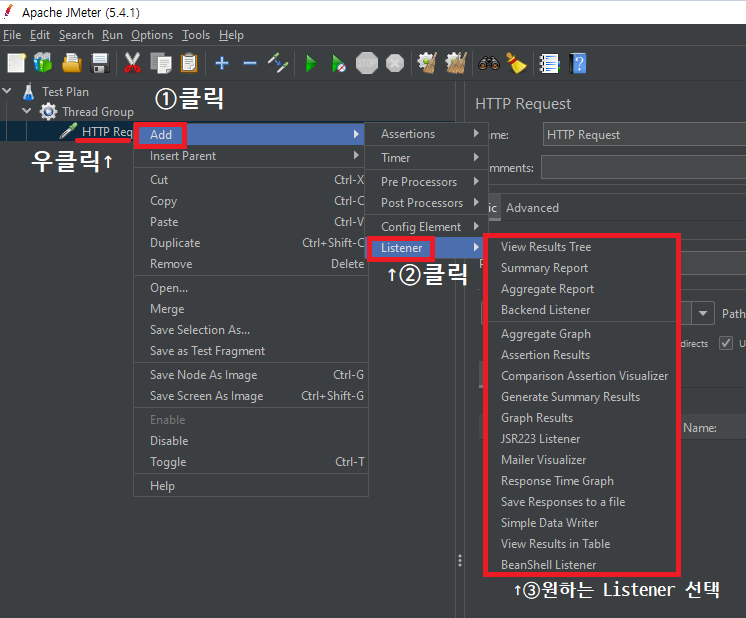 Apache JMeter (5.4.1)
File Edit Search Run Options Tools Help
STOP
Test Plan
①클릭
Thread Group
HTTP Req
우클릭↑
Add
Insert Parent
Cut Ctrl-X
Copy Ctrl-C
Paste Ctrl-V
Duplicate Ctrl+Shift-C
Remove Delete
Open...
Merge
Save Selection As...
Save as Test Fragment
Save Node As Image Ctrl-G
Save Screen As Image Ctrl+Shift-G
Enable
Disable
Toggle Ctrl-T
Help
Assertions
Timer
Pre Processors
Post Processors
Config Element
Listener
↑②클릭
HTTP Request
me: HTTP Request
mments:
ic Advanced
View Results Tree
Summary Report
Aggregate Report
Backend Listener
Aggregate Graph
Assertion Results
Comparison Assertion Visualizer
Generate Summary Results
Graph Results
JSR223 Listener
Mailer Visualizer
Response Time Graph
Save Responses to a file
Simple Data Writer
View Results in Table
BeanShell Listener
Path
directs U
Name:
↑③원하는 Listener 선택